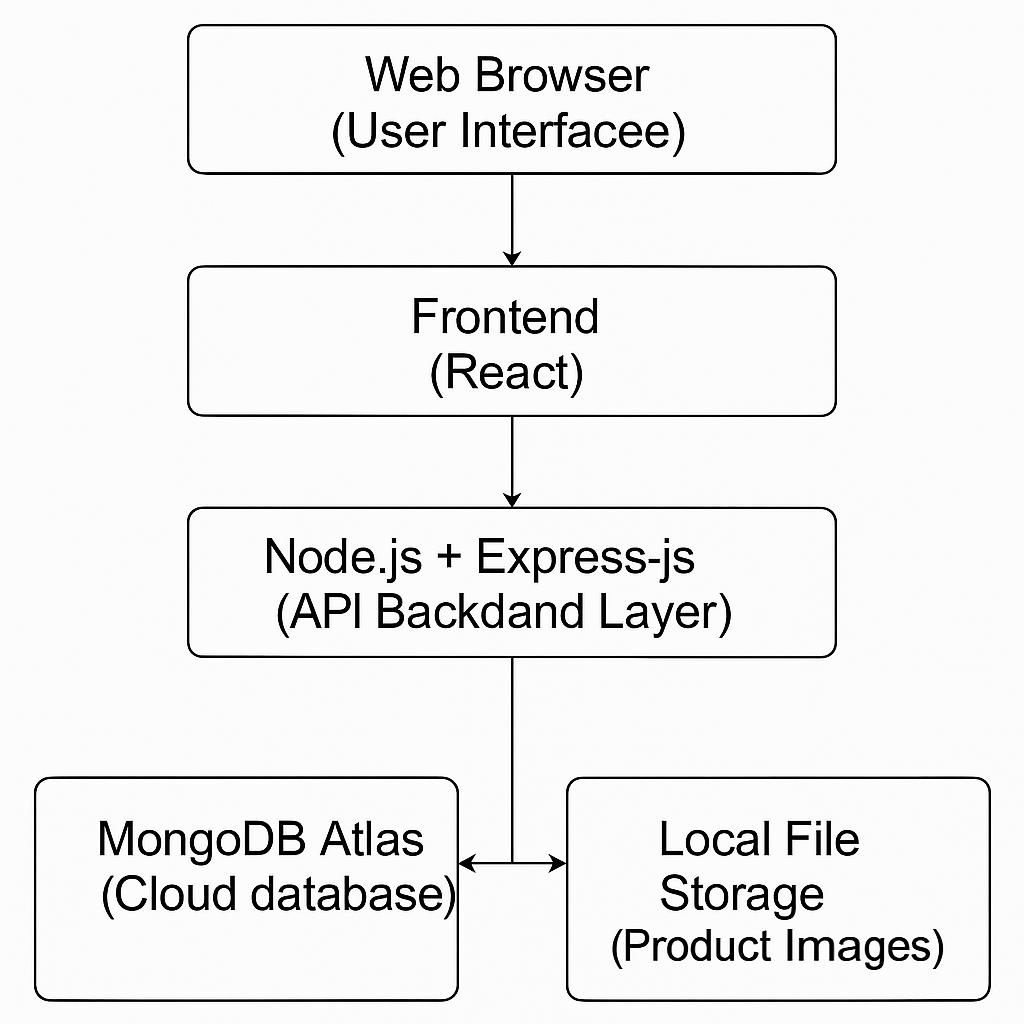 Web Browser
(User Interfacee)
Frontend
(React)
Node.js + Express-js
(API Backdand Layer)
MongoDB Atlas
(Cloud database)
Local File
Storage
(Product Images)